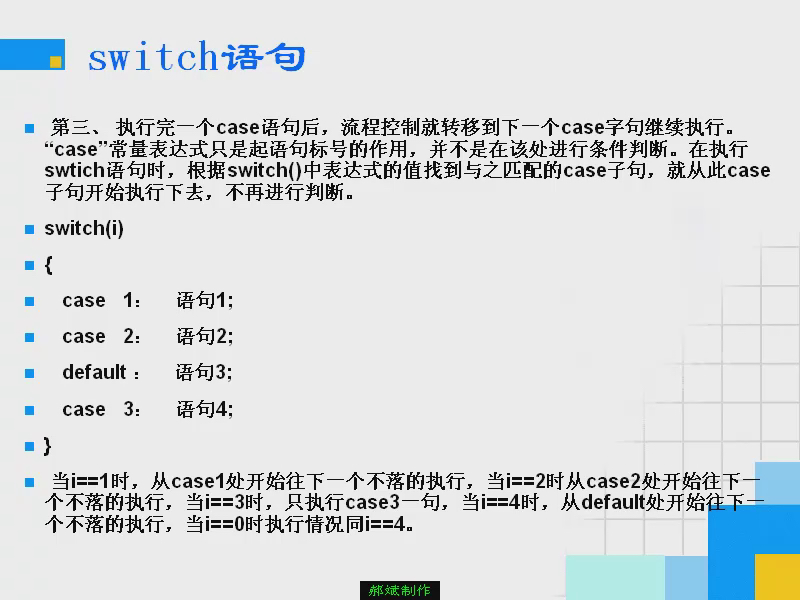 switch语句
第三、 执行完一个case语句后，流程控制就转移到下一个case字句继续执行。
“case”常量表达式只是起语句标号的作用，并不是在该处进行条件判断。在执行
swtich语句时，根据switch()中表达式的值找到与之匹配的case子句，就从此case
子句开始执行下去，不再进行判断。
switch(i)
{
case 1： 语句1;
case 2： 语句2;
default： 语句3;
case 3： 语句4;
}
当i==1时，从case1处开始往下一个不落的执行，当i==2时从case2处开始往下一
个不落的执行，当i==3时，只执行case3一句，当i==4时，从default处开始往下一
个不落的执行，当i==0时执行情况同i==4。
郝斌制作